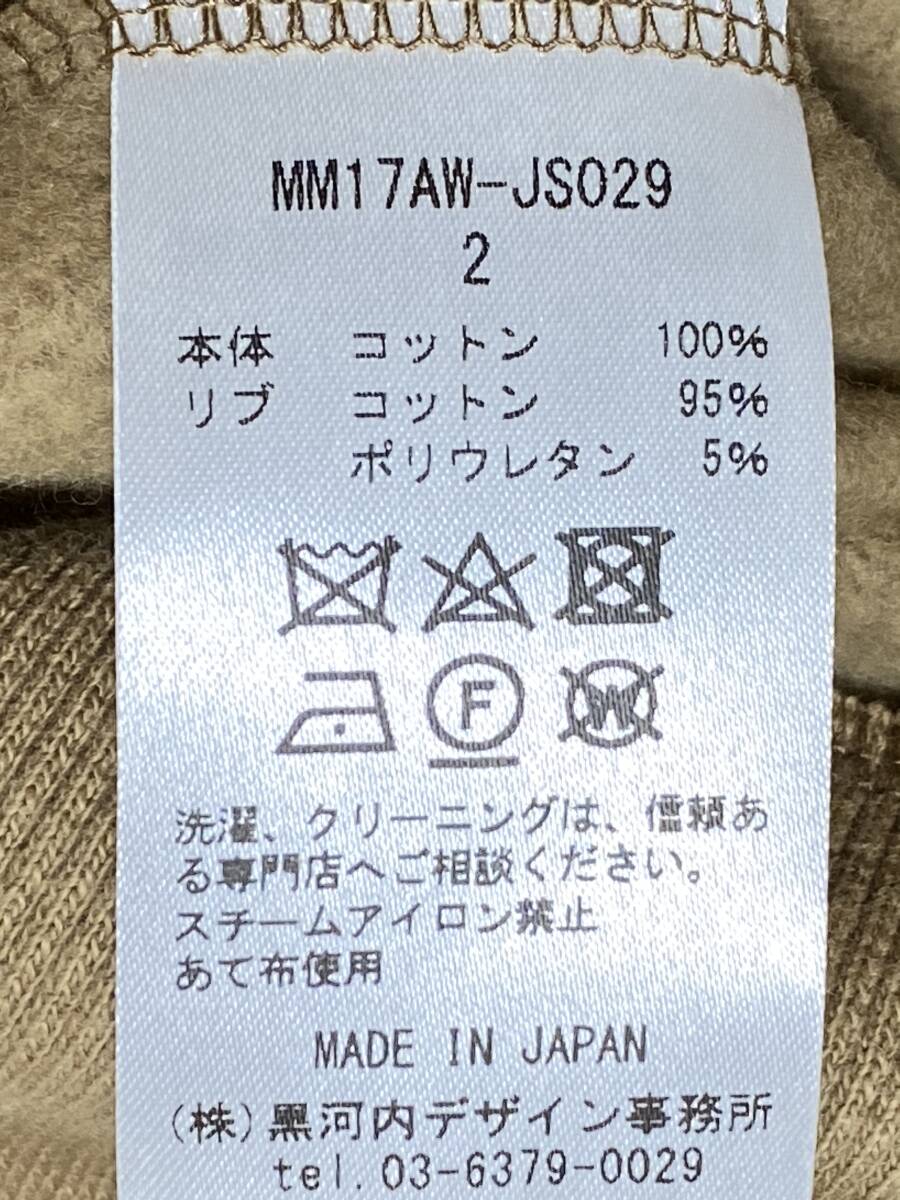 MM17AW-JS029
2
本体 コットン 100%
リブ コットン 95%
ポリウレタン 5%
F
W
洗濯、クリーニングは、信頼あ
る専門店へご相談ください。
スチームアイロン禁止
あて布使用
MADE IN JAPAN
(株)黒河内デザイン事務所
tel.03-6379-0029